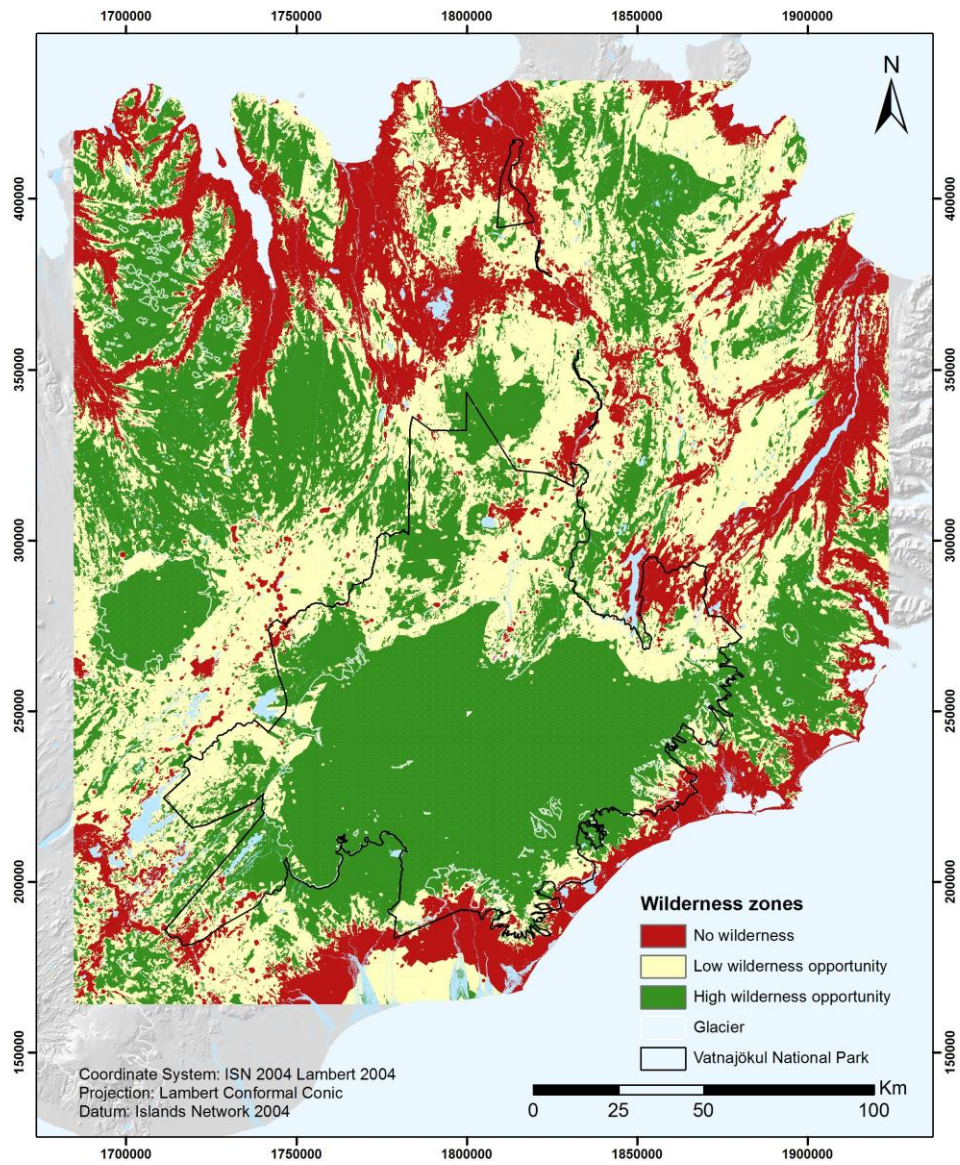 1700000 1750000 1800000 1850000 1900000
N
400000 400000
350000 350000
300000 300000
250000 250000
200000 200000
150000 150000
Wilderness zones
No wilderness
Low wilderness opportunity
High wilderness opportunity
Glacier
Vatnajökul National Park
Coordinate System: ISN 2004 Lambert 2004
Projection: Lambert Conformal Conic
Datum: Islands Network 2004
Km
0 25 50 100
1700000 1750000 1800000 1850000 1900000